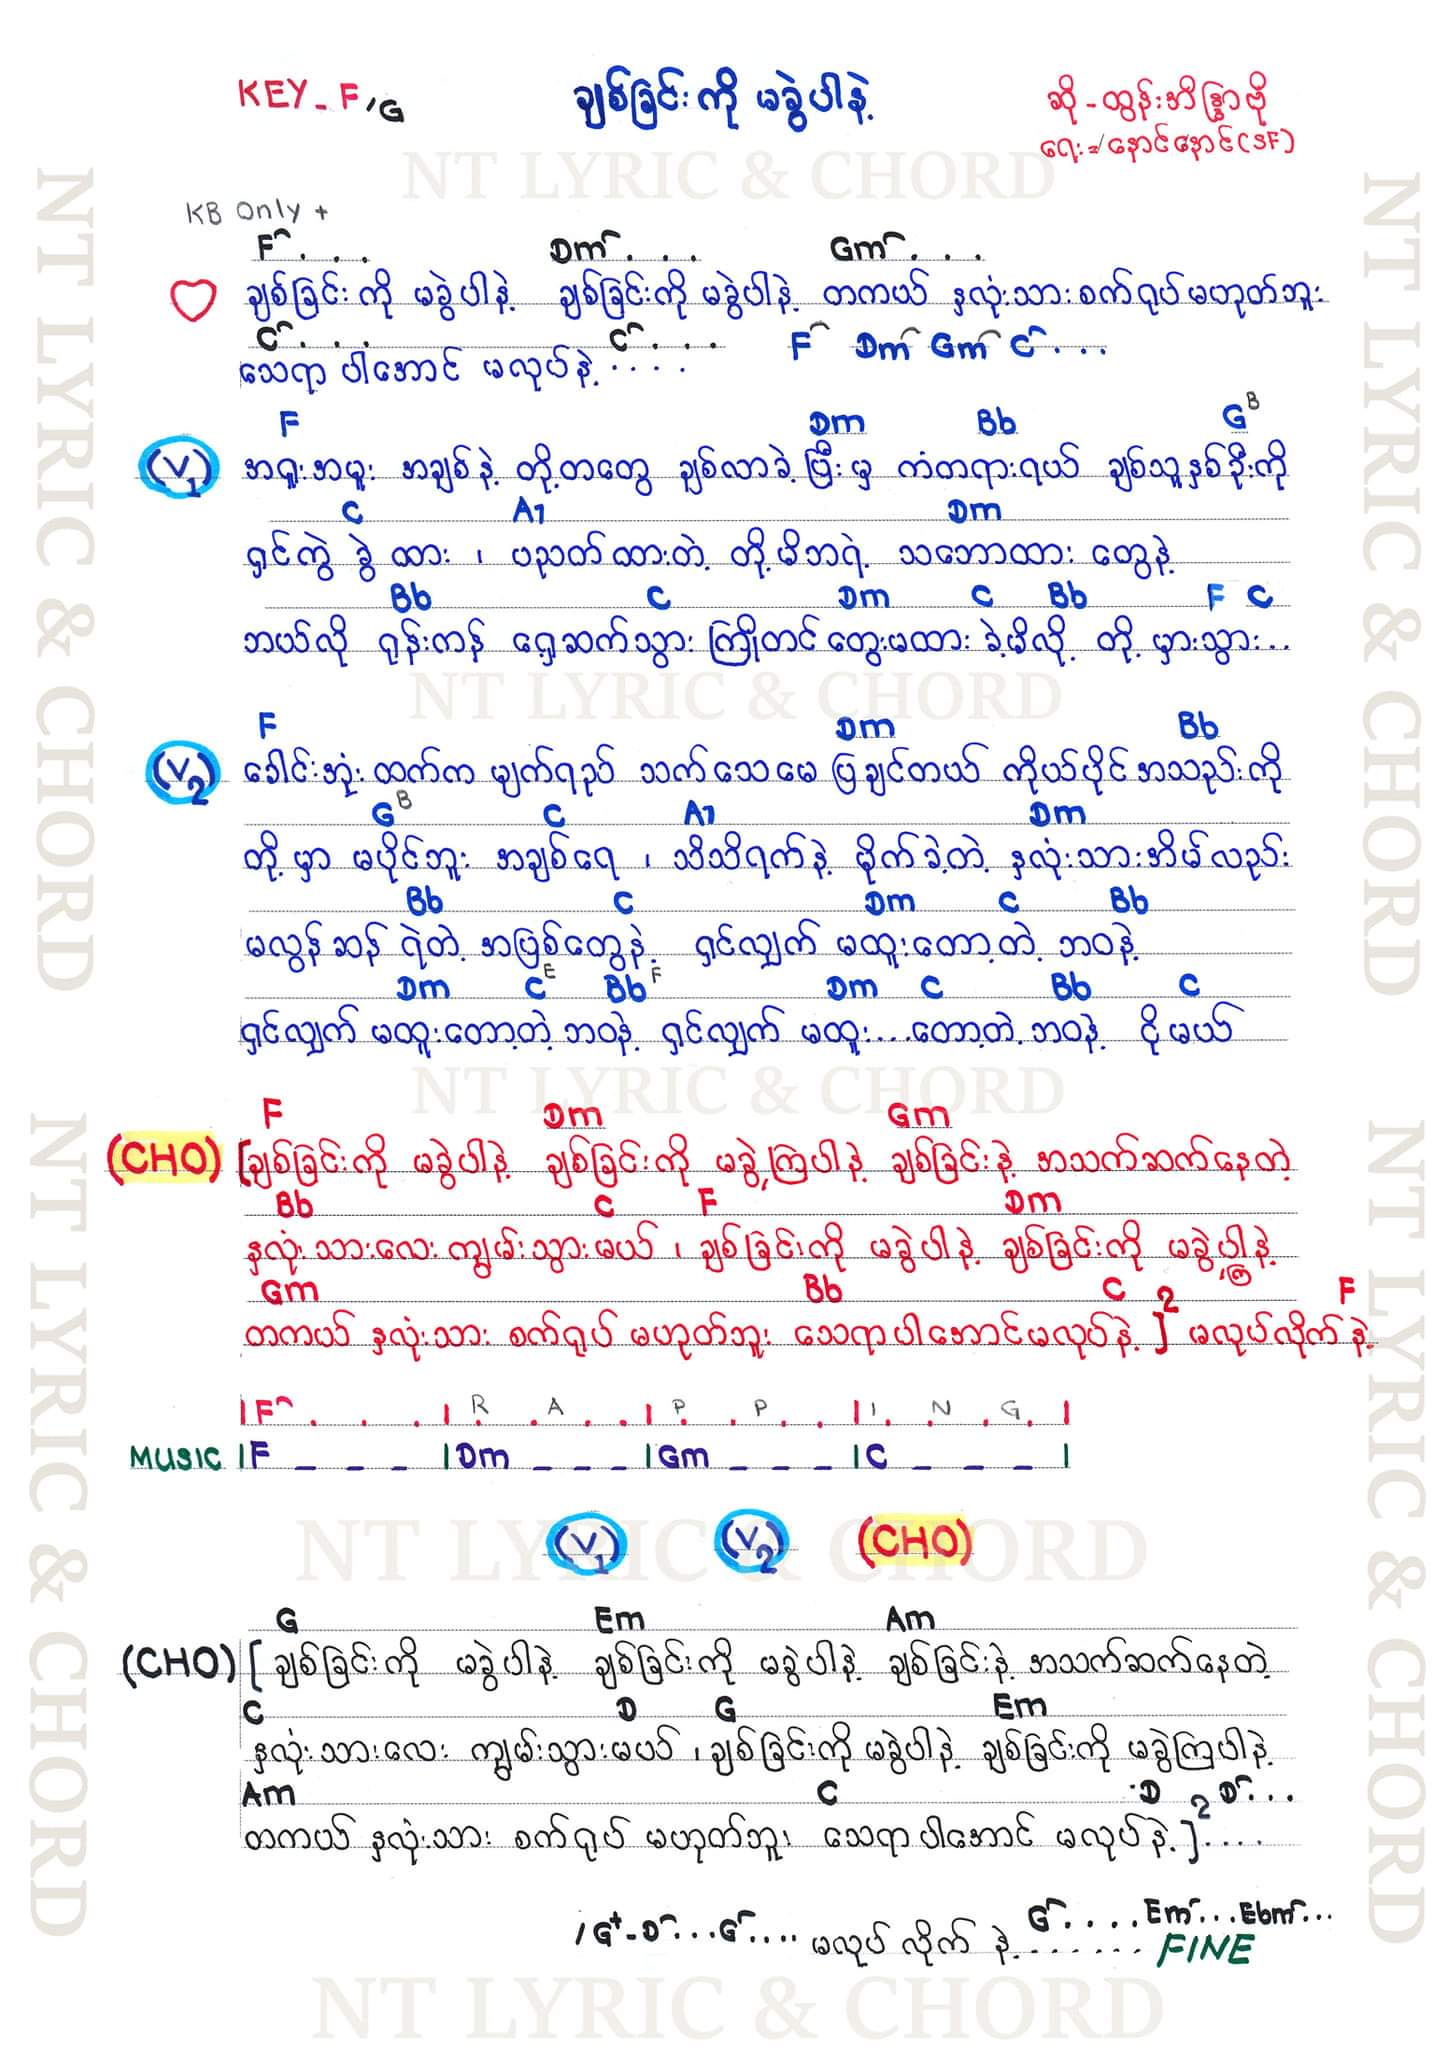 KEY - F / G
ချစ်ခြင်းကို မခွဲပါနဲ့
ဆို - ထွန်းအိန္ဒြာဗို
ရေး = နောင်နောင် (SF)
NT LYRIC & CHORD
KB Only +
F . . . Dm . . . Gm . . .
ချစ်ခြင်းကို မခွဲပါနဲ့ ချစ်ခြင်းကို မခွဲပါနဲ့ တကယ် နှလုံးသားစက်ရုပ်မဟုတ်ဘူး
C . . . C . . . F Dm Gm C . . .
သေရာပါအောင် မလုပ်နဲ့ . . . .
F Dm Bb G B
(V1) အရူးအမူး အချစ်နဲ့ တို့တတွေ ချစ်လာခဲ့ပြီးမှ ကံတရားရယ် ချစ်သူနှစ်ဦးကို
C A7 Dm
ရှင်ကွဲ ခွဲထား ၊ ပညတ်ထားတဲ့ တို့မိဘရဲ့ သဘောထားတွေနဲ့
Bb C Dm C Bb F C
ဘယ်လို ရုန်းကန် ရှေ့ဆက်သွား ကြိုတင်တွေးမထားခဲ့မိလို့ တို့ မှားသွား...
NT LYRIC & CHORD
F Dm Bb
(V2) ခေါင်းအုံးထက်က မျက်ရည် သက်သေမေပြချင်တယ် ကိုယ်ပိုင်အသည်းကို
G B C A7 Dm
တို့မှာ မပိုင်ဘူး အချစ်ရေ ၊ သိသိရက်နဲ့ မိုက်ခဲ့တဲ့ နှလုံးသားအိမ်လည်း
Bb C Dm C Bb
မလွန်ဆန်ရဲတဲ့ အဖြစ်တွေနဲ့ ရှင်လျှက် မထူးတော့တဲ့ ဘဝနဲ့
Dm C E Bb F Dm C Bb C
ရှင်လျှက် မထူးတော့တဲ့ ဘဝနဲ့ ရှင်လျှက် မထူး...တော့တဲ့ ဘဝနဲ့ ငိုမယ်
NT LYRIC & CHORD
F Dm Gm
(CHO) [ချစ်ခြင်းကို မခွဲပါနဲ့ ချစ်ခြင်းကို မခွဲကြပါနဲ့ ချစ်ခြင်းနဲ့ အသက်ဆက်နေတဲ့
Bb C F Dm
နှလုံးသားလေး ကျွမ်းသွားမယ် ၊ ချစ်ခြင်းကို မခွဲပါနဲ့ ချစ်ခြင်းကို မခွဲကြပါနဲ့
Gm Bb C 2 F
တကယ် နှလုံးသား စက်ရုပ် မဟုတ်ဘူး သေရာပါအောင်မလုပ်နဲ့ ] မလုပ်လိုက်နဲ့
| F . . . | R . A . . | P . P . . | I . N . G . |
MUSIC | F _ _ _ | Dm _ _ _ | Gm _ _ _ | C _ _ _ |
NT LYRIC & CHORD
(V1) (V2) (CHO)
G Em Am
(CHO) [ ချစ်ခြင်းကို မခွဲပါနဲ့ ချစ်ခြင်းကို မခွဲပါနဲ့ ချစ်ခြင်းနဲ့ အသက်ဆက်နေတဲ့
C D G Em
နှလုံးသားလေး ကျွမ်းသွားမယ် ၊ ချစ်ခြင်းကို မခွဲပါနဲ့ ချစ်ခြင်းကို မခွဲကြပါနဲ့
Am C D 2 D . . .
တကယ် နှလုံးသား စက်ရုပ် မဟုတ်ဘူး သေရာပါအောင် မလုပ်နဲ့ ] . . . .
/ G+ - D . . . G . . . . မလုပ်လိုက်နဲ့ . . . . . . . G . . . . Em . . . Ebm . . .
FINE
NT LYRIC & CHORD
NT LYRIC & CHORD
NT LYRIC & CHORD
NT LYRIC & CHORD
NT LYRIC & CHORD